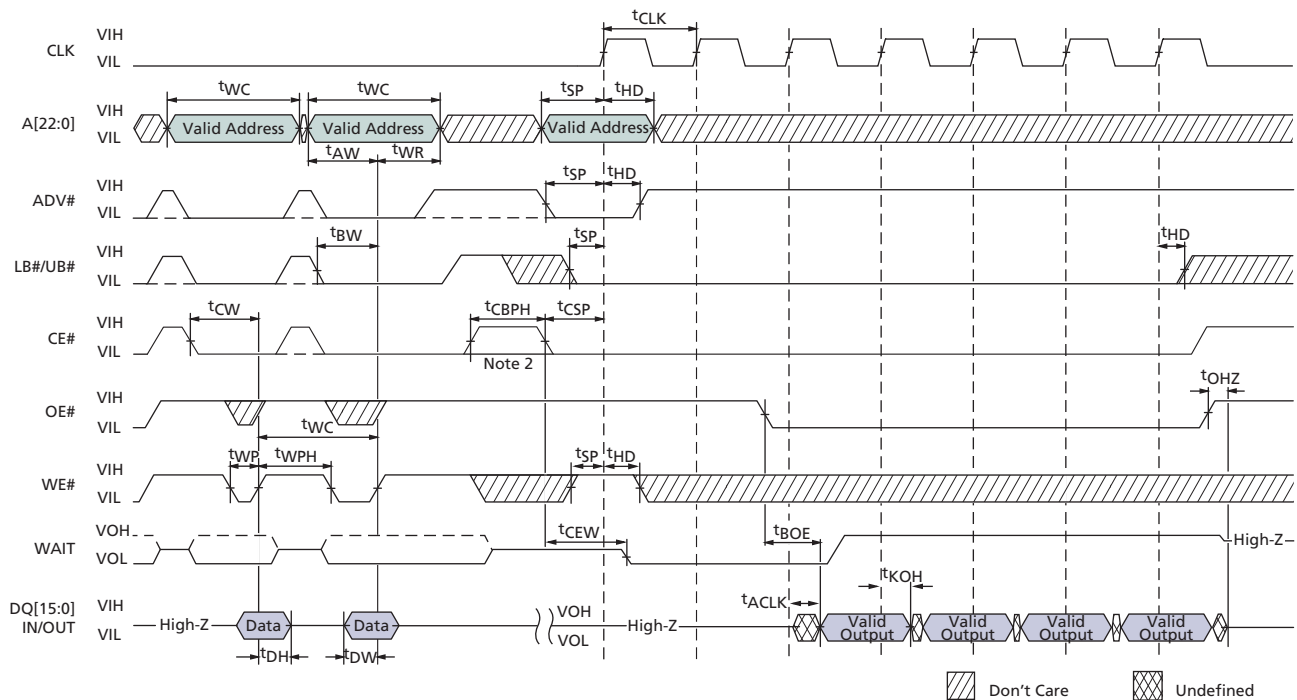 tCLK
CLK VIH
VIL
tWC tWC tSP tHD
A[22:0] VIH
VIL
Valid Address Valid Address Valid Address
tAW tWR
ADV# VIH
VIL
tSP tHD
tBW tSP tHD
LB#/UB# VIH
VIL
tCW tCBPH tCSP
CE# VIH
VIL
Note 2
tOHZ
OE# VIH
VIL
tWC
tWP tWPH tSP tHD
WE# VIH
VIL
tCEW tBOE
WAIT VOH
VOL
High-Z
tKOH
tACLK
DQ[15:0]
IN/OUT
VIH
VIL
High-Z Data Data VOH
VOL
High-Z Valid
Output Valid
Output Valid
Output Valid
Output
tDH tDW
Don't Care Undefined